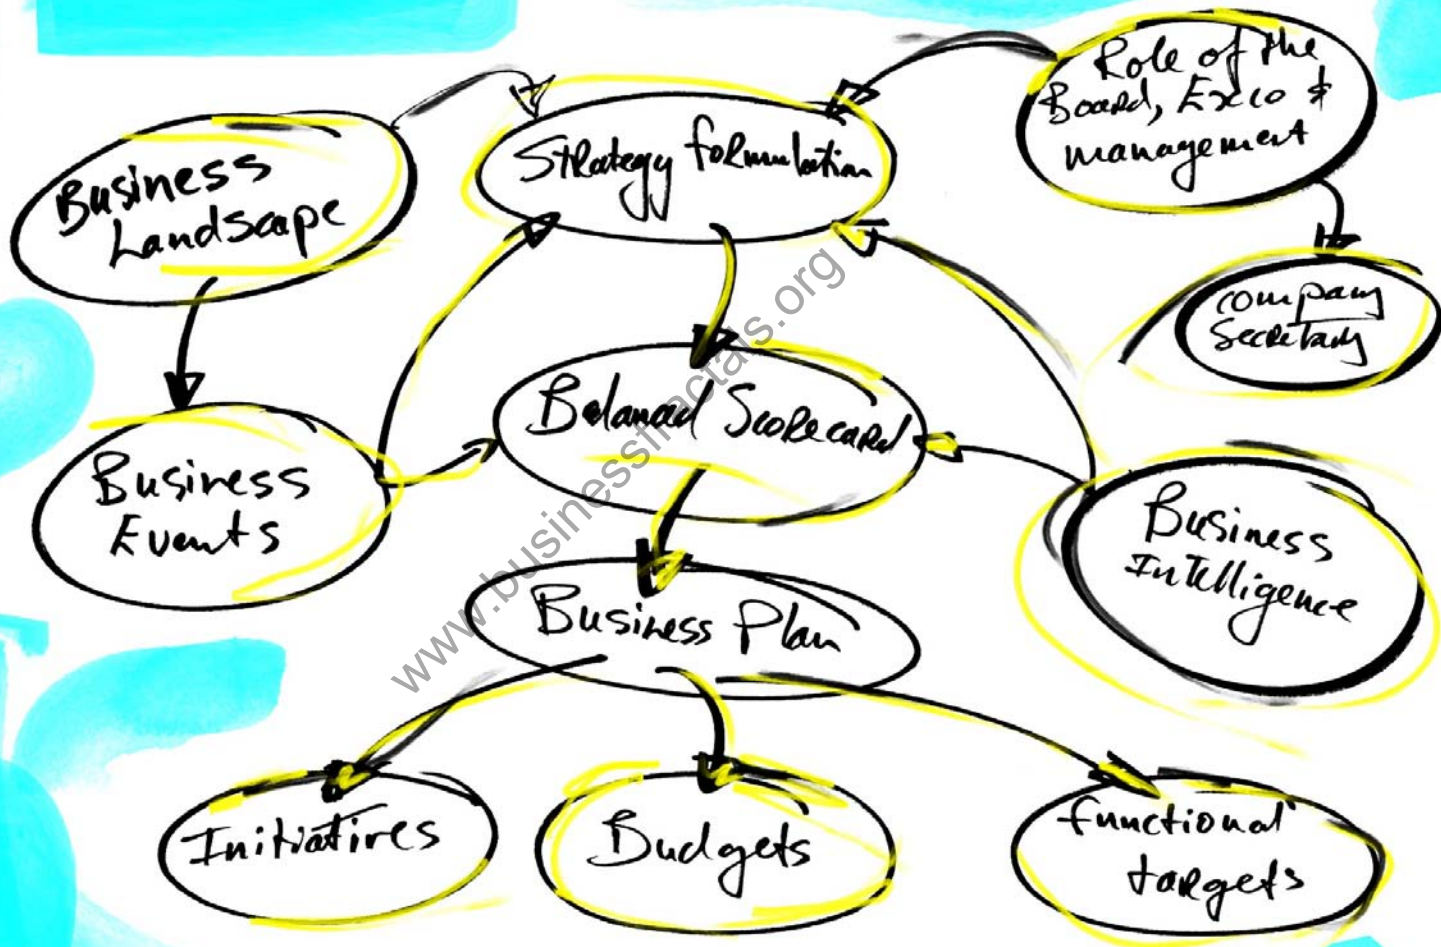 Role of the
Board, Exco &
management
Strategy formulation
Business
Landscape
company
Secretary
Balanced Scorecard
Business
Events
Business
Intelligence
Business Plan
Initiatives
Budgets
functional
targets
www.businessfractals.org